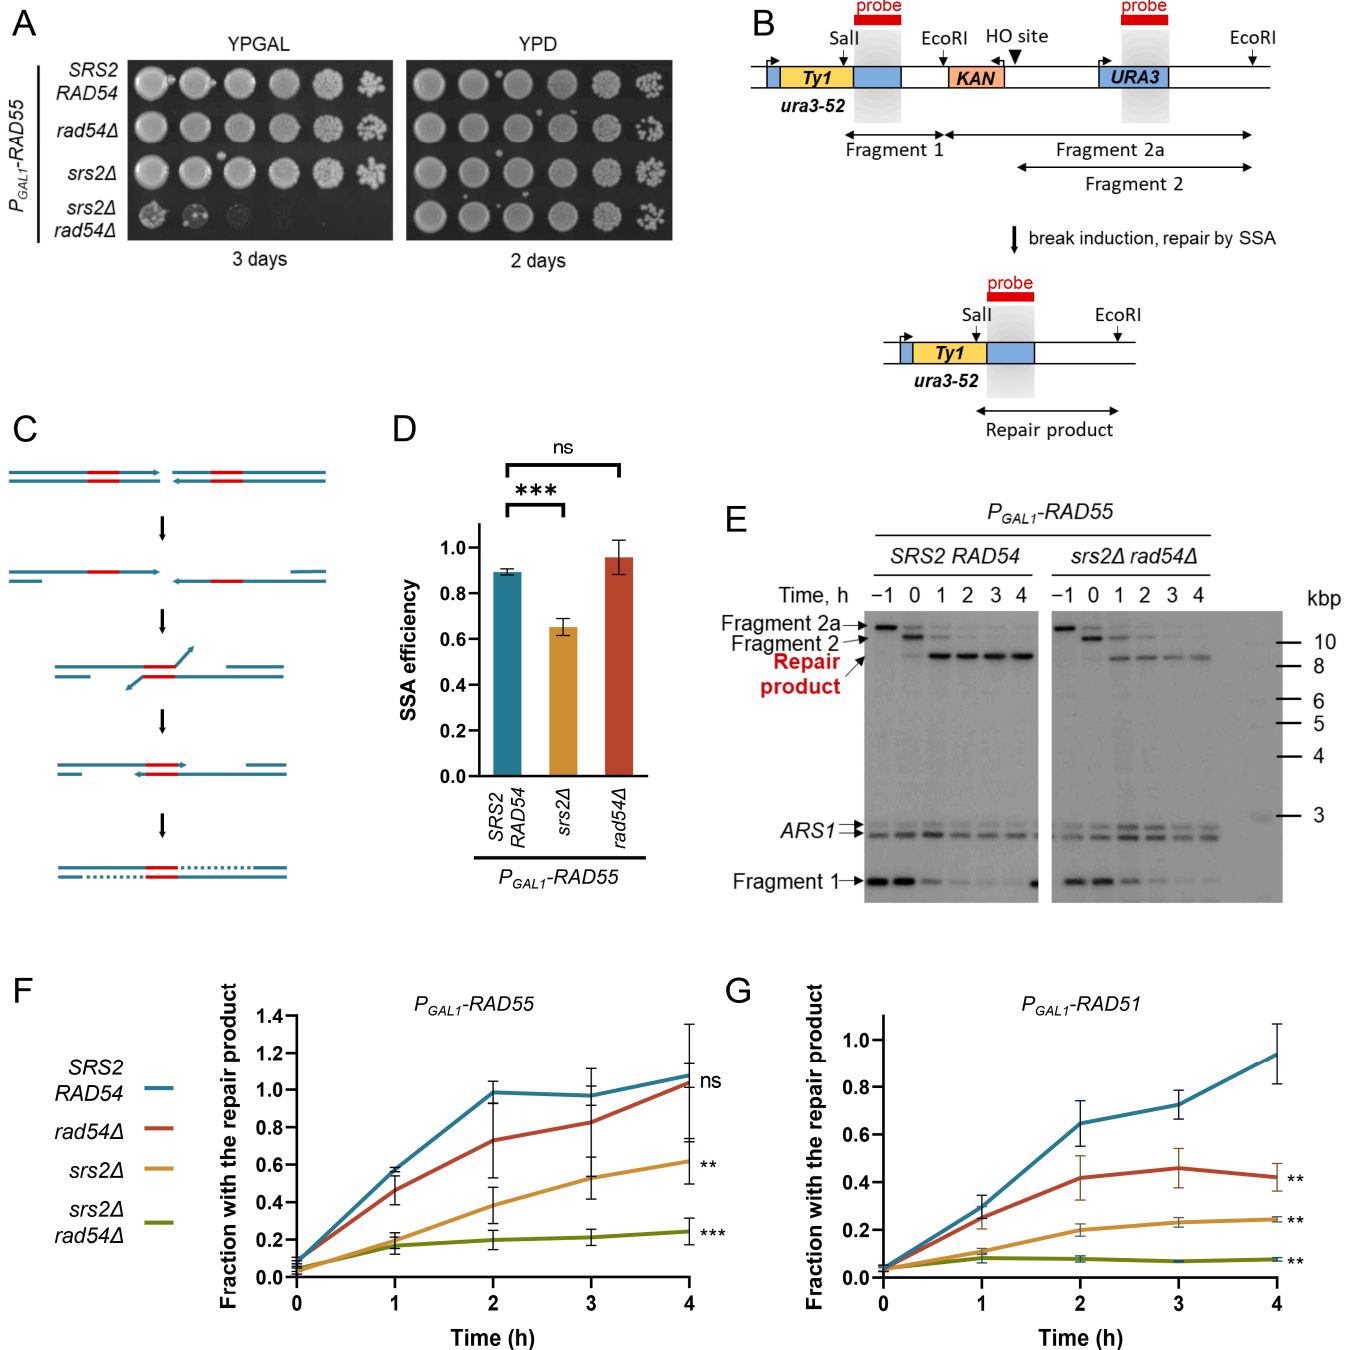 A
YPGAL
YPD
P_GAL1-RAD55
SRS2
RAD54
rad54Δ
srs2Δ
srs2Δ
rad54Δ
3 days
2 days
B
probe
probe
SalI
EcoRI
HO site
EcoRI
Ty1
KAN
URA3
ura3-52
Fragment 1
Fragment 2a
Fragment 2
break induction, repair by SSA
probe
SalI
EcoRI
Ty1
ura3-52
Repair product
C
D
ns
***
SSA efficiency
1.0
0.8
0.6
0.4
0.2
0.0
SRS2
RAD54
srs2Δ
rad54Δ
P_GAL1-RAD55
E
P_GAL1-RAD55
SRS2 RAD54
srs2Δ rad54Δ
Time, h
−1 0 1 2 3 4
−1 0 1 2 3 4
kbp
Fragment 2a
Fragment 2
Repair
product
ARS1
Fragment 1
10
8
6
5
4
3
F
SRS2
RAD54
rad54Δ
srs2Δ
srs2Δ
rad54Δ
P_GAL1-RAD55
Fraction with the repair product
1.4
1.2
1.0
0.8
0.6
0.4
0.2
0.0
ns
**
***
0 1 2 3 4
Time (h)
G
P_GAL1-RAD51
Fraction with the repair product
1.0
0.8
0.6
0.4
0.2
0.0
**
**
**
0 1 2 3 4
Time (h)